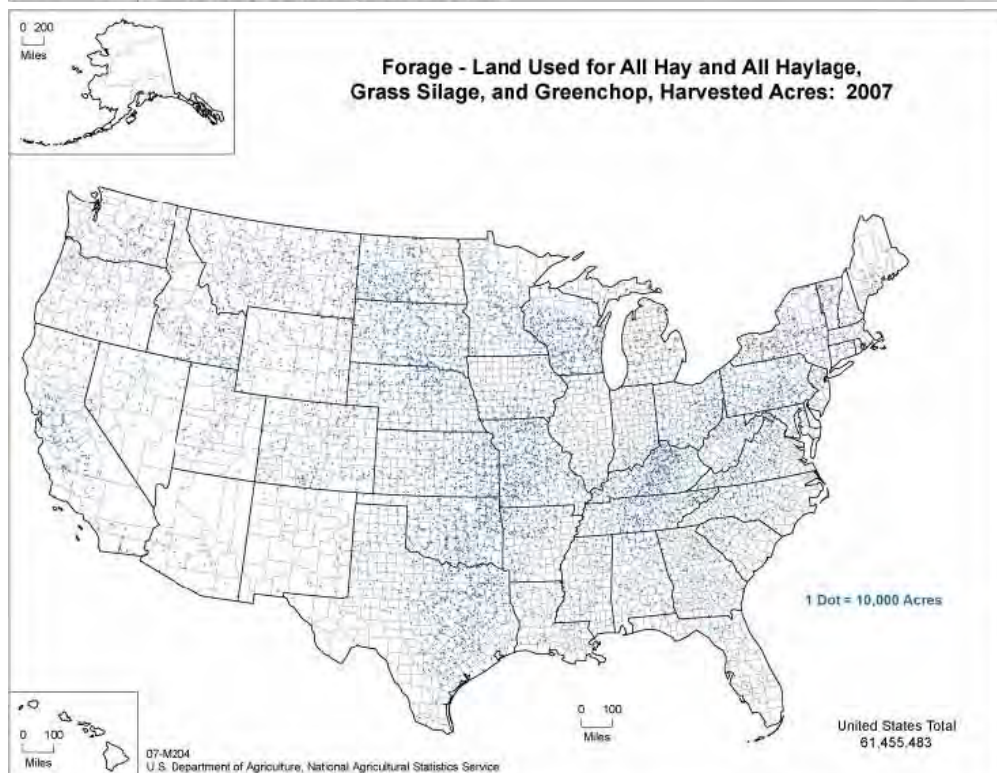 0 200
Miles
Forage - Land Used for All Hay and All Haylage,
Grass Silage, and Greenchop, Harvested Acres: 2007
1 Dot = 10,000 Acres
0 100
Miles
0 100
Miles
07-M204
U.S. Department of Agriculture, National Agricultural Statistics Service
United States Total
61,455,483